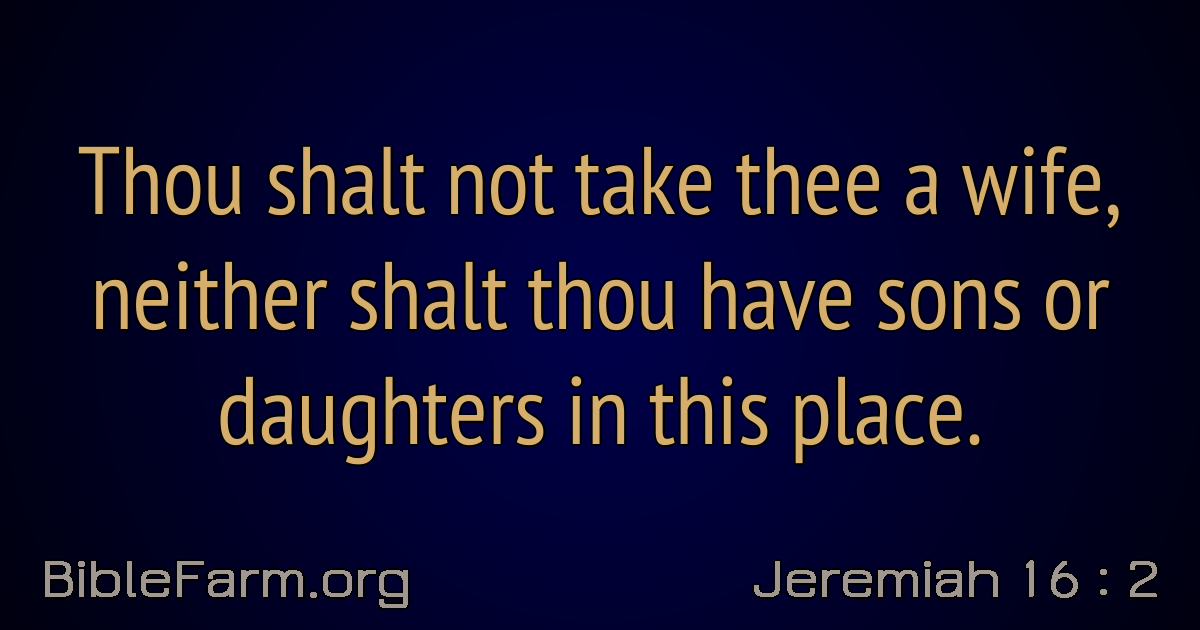 Thou shalt not take thee a wife,
neither shalt thou have sons or
daughters in this place.
BibleFarm.org
Jeremiah 16 : 2